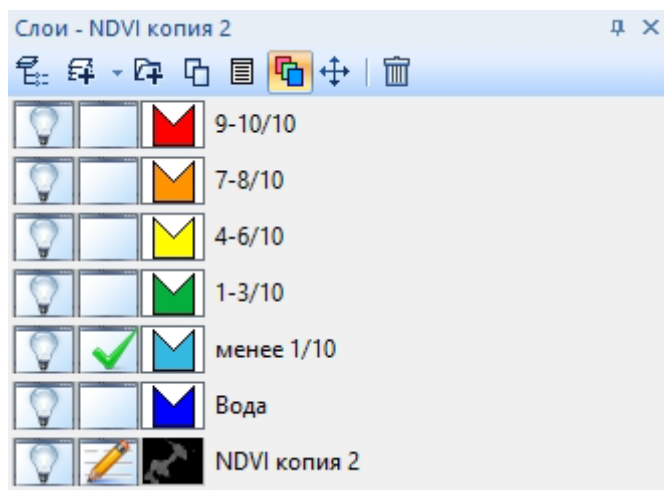 Слои - NDVI копия 2
9-10/10
7-8/10
4-6/10
1-3/10
менее 1/10
Вода
NDVI копия 2